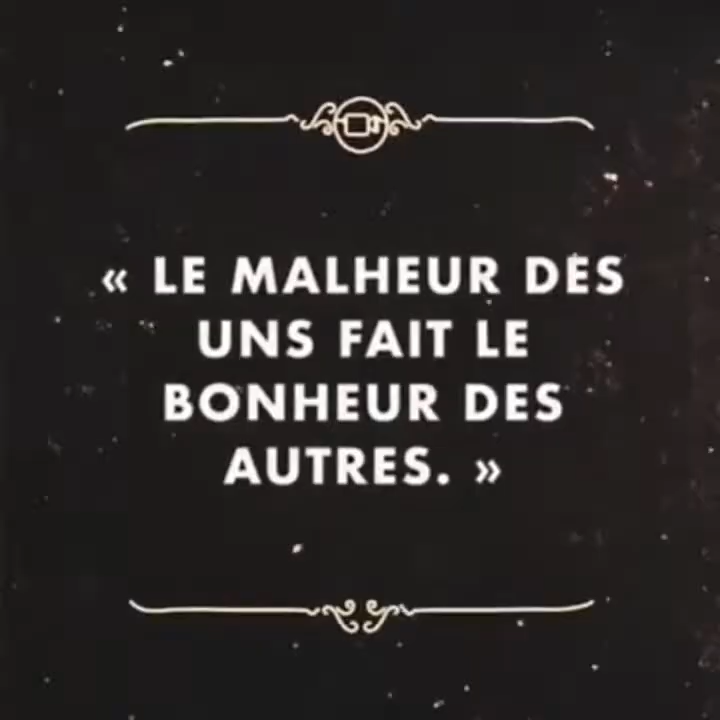 « LE MALHEUR DES
UNS FAIT LE
BONHEUR DES
AUTRES. »